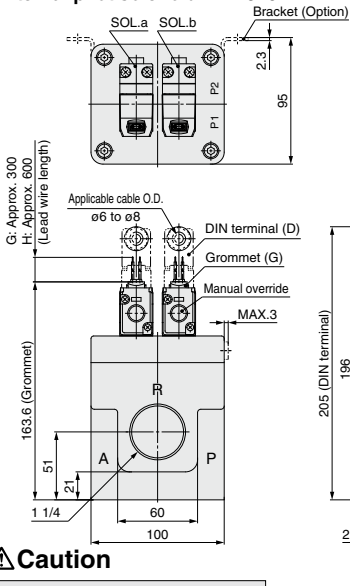 Bracket (Option)
SOL.a SOL.b
2.3
95
P2
P1
G: Approx. 300
H: Approx. 600
(Lead wire length)
Applicable cable O.D.
ø6 to ø8
DIN terminal (D)
Grommet (G)
Manual override
MAX.3
163.6 (Grommet)
205 (DIN terminal)
196
R
A
P
51
21
1 1/4
60
100
2
⚠Caution